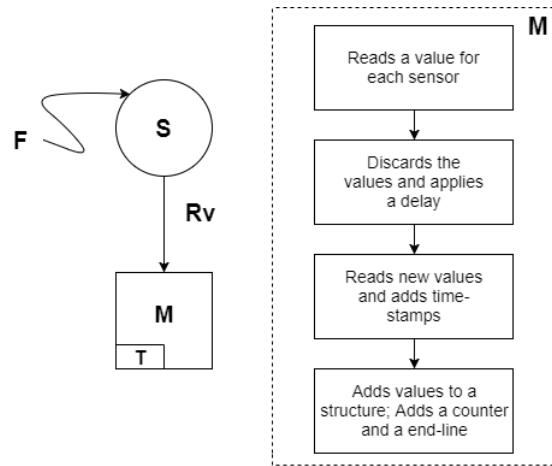 F
S
Rv
M
T
M
Reads a value for
each sensor
Discards the
values and applies
a delay
Reads new values
and adds time-
stamps
Adds values to a
structure; Adds a counter
and a end-line